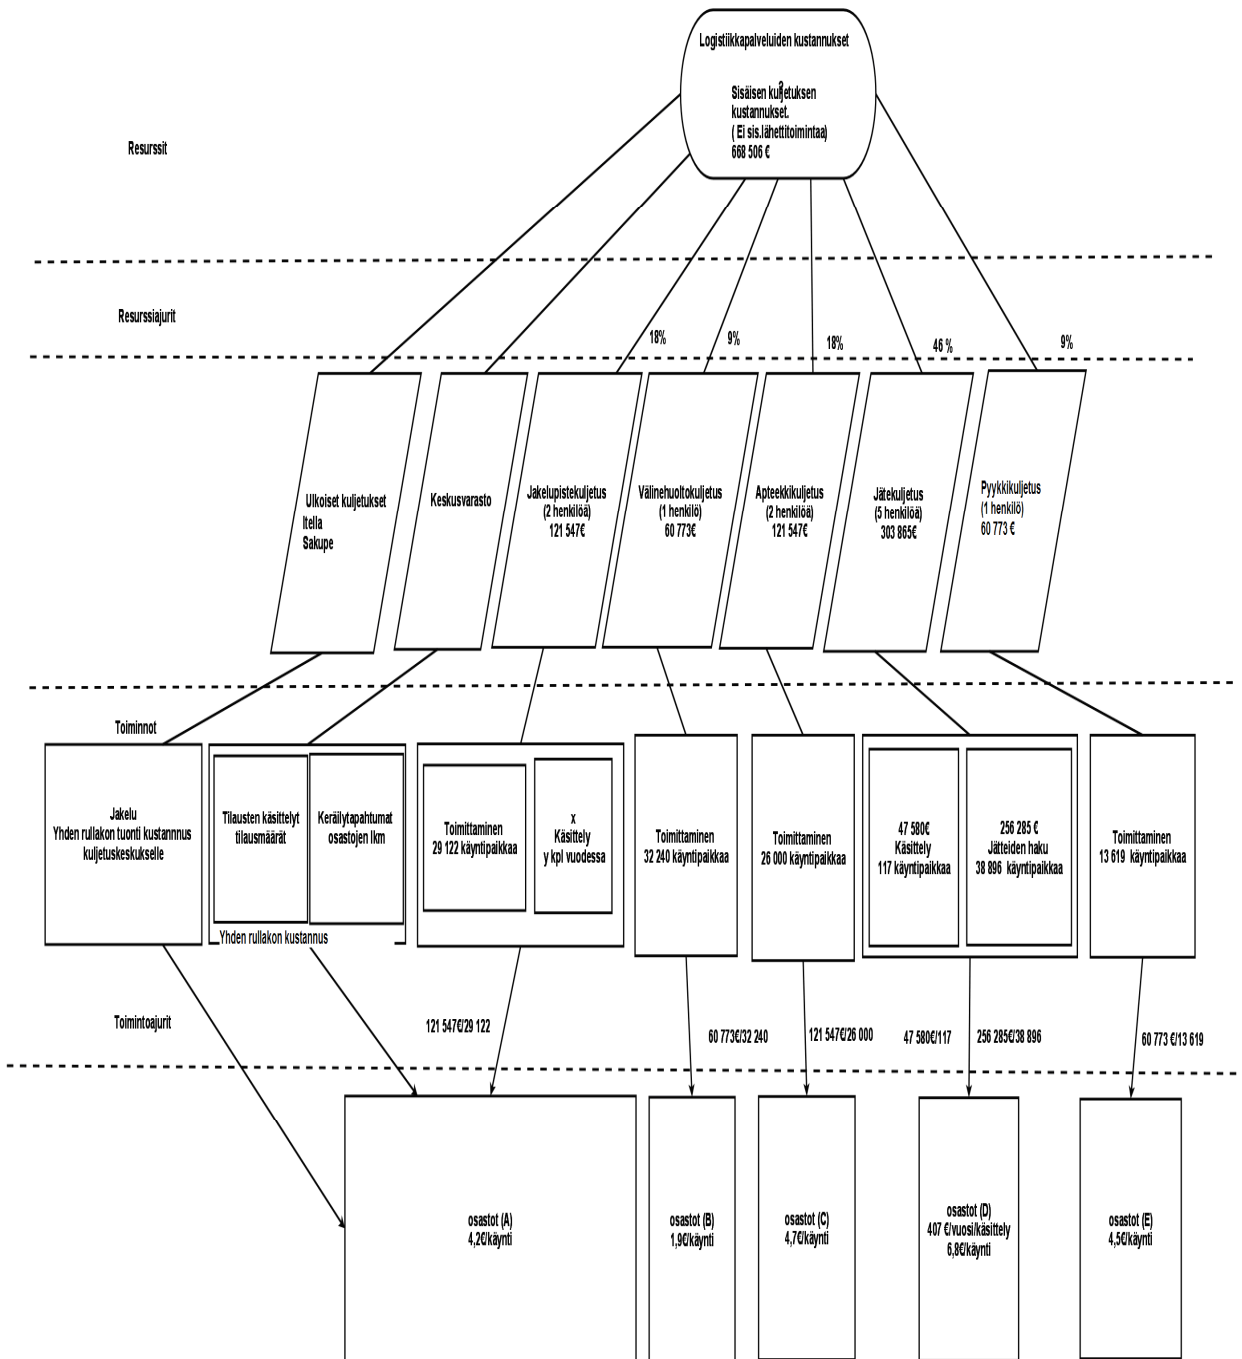 Logistiikkapalveluiden kustannukset
Sisäisen kuljetuksen
kustannukset.
( Ei sis.lähettitoimintaa)
668 506 €
Resurssit
Resurssiajurit
18%
9%
18%
46 %
9%
Ulkoiset kuljetukset
Itella
Sakupe
Keskusvarasto
Jakelupistekuljetus
(2 henkilöä)
121 547€
Välinehuoltokuljetus
(1 henkilö)
60 773€
Apteekkikuljetus
(2 henkilöä)
121 547€
Jätekuljetus
(5 henkilöä)
303 865€
Pyykkikuljetus
(1 henkilö)
60 773 €
Toiminnot
Jakelu
Yhden rullakon tuonti kustannnus
kuljetuskeskukselle
Tilausten käsittelyt
tilausmäärät
Keräilytapahtumat
osastojen lkm
Yhden rullakon kustannus
Toimittaminen
29 122 käyntipaikkaa
x
Käsittely
y kpl vuodessa
Toimittaminen
32 240 käyntipaikkaa
Toimittaminen
26 000 käyntipaikkaa
47 580€
Käsittely
117 käyntipaikkaa
256 285 €
Jätteiden haku
38 896 käyntipaikkaa
Toimittaminen
13 619 käyntipaikkaa
Toimintoajurit
121 547€/29 122
60 773€/32 240
121 547€/26 000
47 580€/117
256 285€/38 896
60 773 €/13 619
osastot (A)
4,2€/käynti
osastot (B)
1,9€/käynti
osastot (C)
4,7€/käynti
osastot (D)
407 €/vuosi/käsittely
6,8€/käynti
osastot (E)
4,5€/käynti